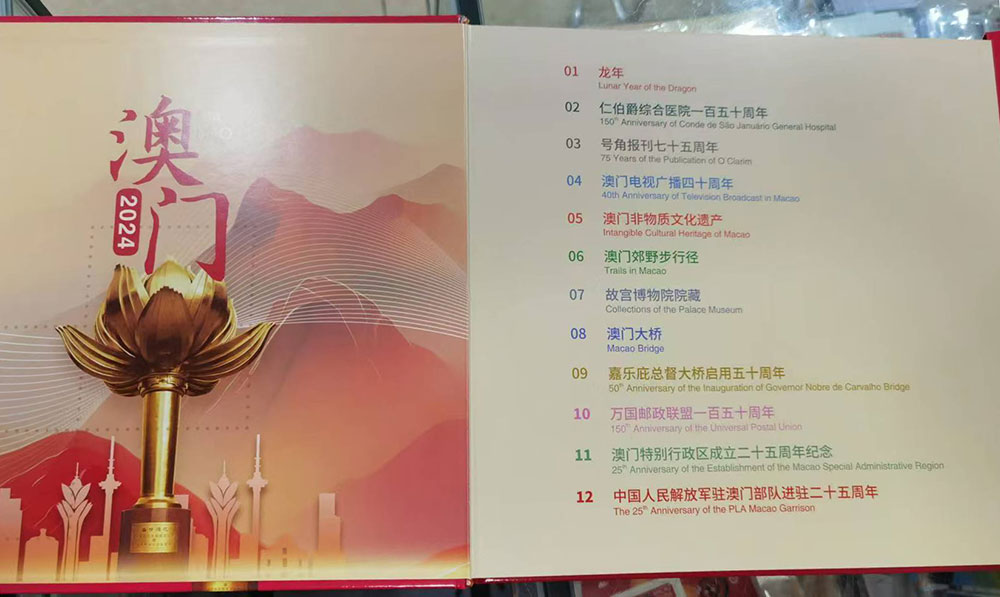 澳门
2024
01 龙年
Lunar Year of the Dragon
02 仁伯爵综合医院一百五十周年
150th Anniversary of Conde de São Januário General Hospital
03 号角报刊七十五周年
75 Years of the Publication of O Clarim
04 澳门电视广播四十周年
40th Anniversary of Television Broadcast in Macao
05 澳门非物质文化遗产
Intangible Cultural Heritage of Macao
06 澳门郊野步行径
Trails in Macao
07 故宫博物院院藏
Collections of the Palace Museum
08 澳门大桥
Macao Bridge
09 嘉乐庇总督大桥启用五十周年
50th Anniversary of the Inauguration of Governor Nobre de Carvalho Bridge
10 万国邮政联盟一百五十周年
150th Anniversary of the Universal Postal Union
11 澳门特别行政区成立二十五周年纪念
25th Anniversary of the Establishment of the Macao Special Administrative Region
12 中国人民解放军驻澳门部队进驻二十五周年
The 25th Anniversary of the PLA Macao Garrison